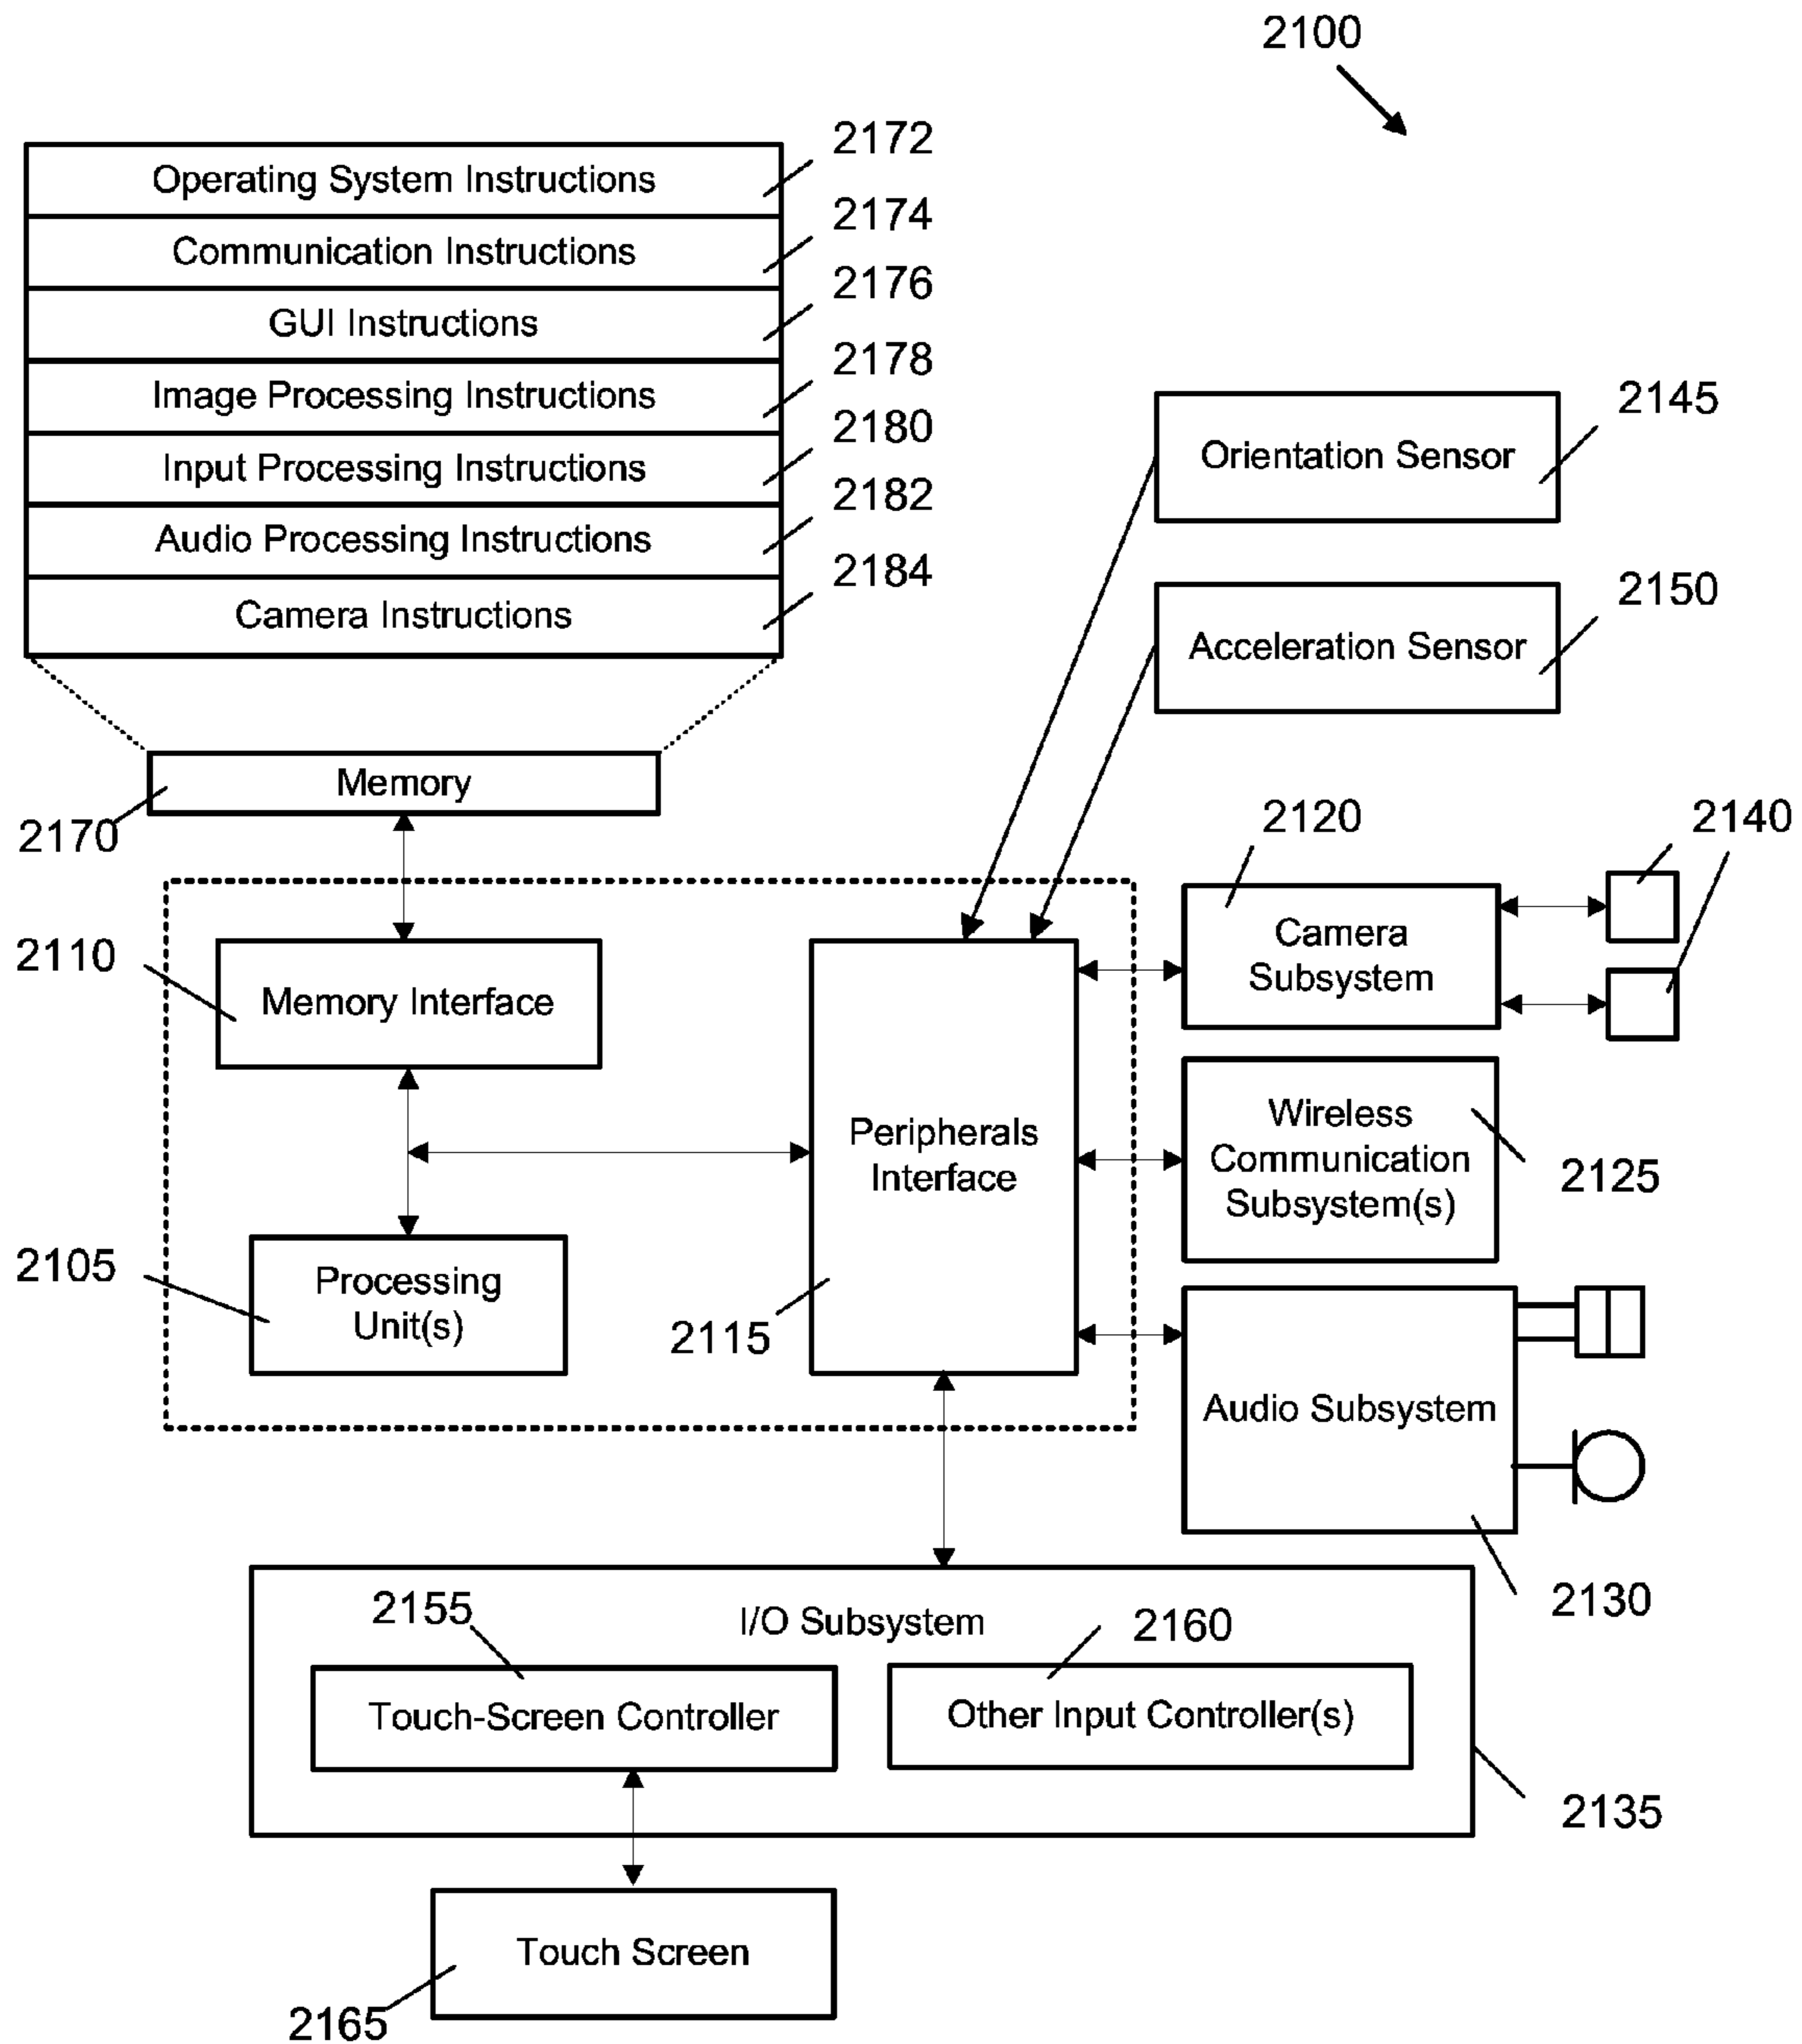 2100
2172
Operating System Instructions
2174
Communication Instructions
2176
GUI Instructions
2178
Image Processing Instructions
2180
Input Processing Instructions
2182
Audio Processing Instructions
2184
Camera Instructions
2145
Orientation Sensor
2150
Acceleration Sensor
Memory
2170
2120
2140
Camera
Subsystem
2110
Memory Interface
Peripherals
Interface
2115
Wireless
Communication
Subsystem(s)
2125
2105
Processing
Unit(s)
Audio Subsystem
2130
I/O Subsystem
2155
2160
Touch-Screen Controller
Other Input Controller(s)
2135
Touch Screen
2165